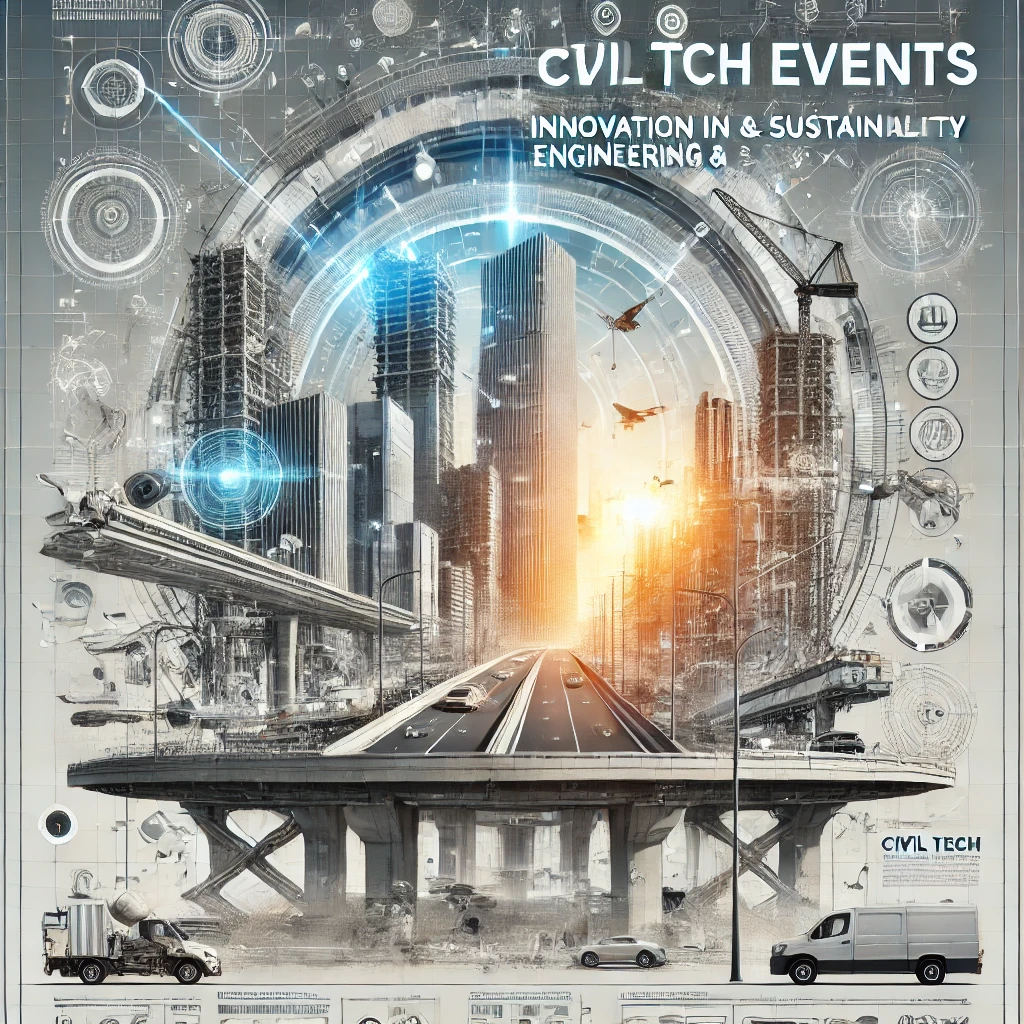 CVIL TCH EVENTS
INNOVATION IN & SUSTAINALITY
ENGINEERING &
CIVIL TECH